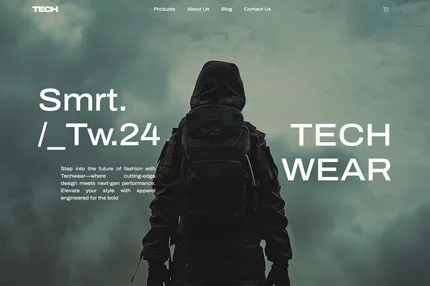 TECH
Products About Us Blog Contact Us
Smrt.
/_Tw.24
TECH
WEAR
Step into the future of fashion with
Techwear—where cutting-edge
design meets next-gen performance.
Elevate your style with apparel
engineered for the bold